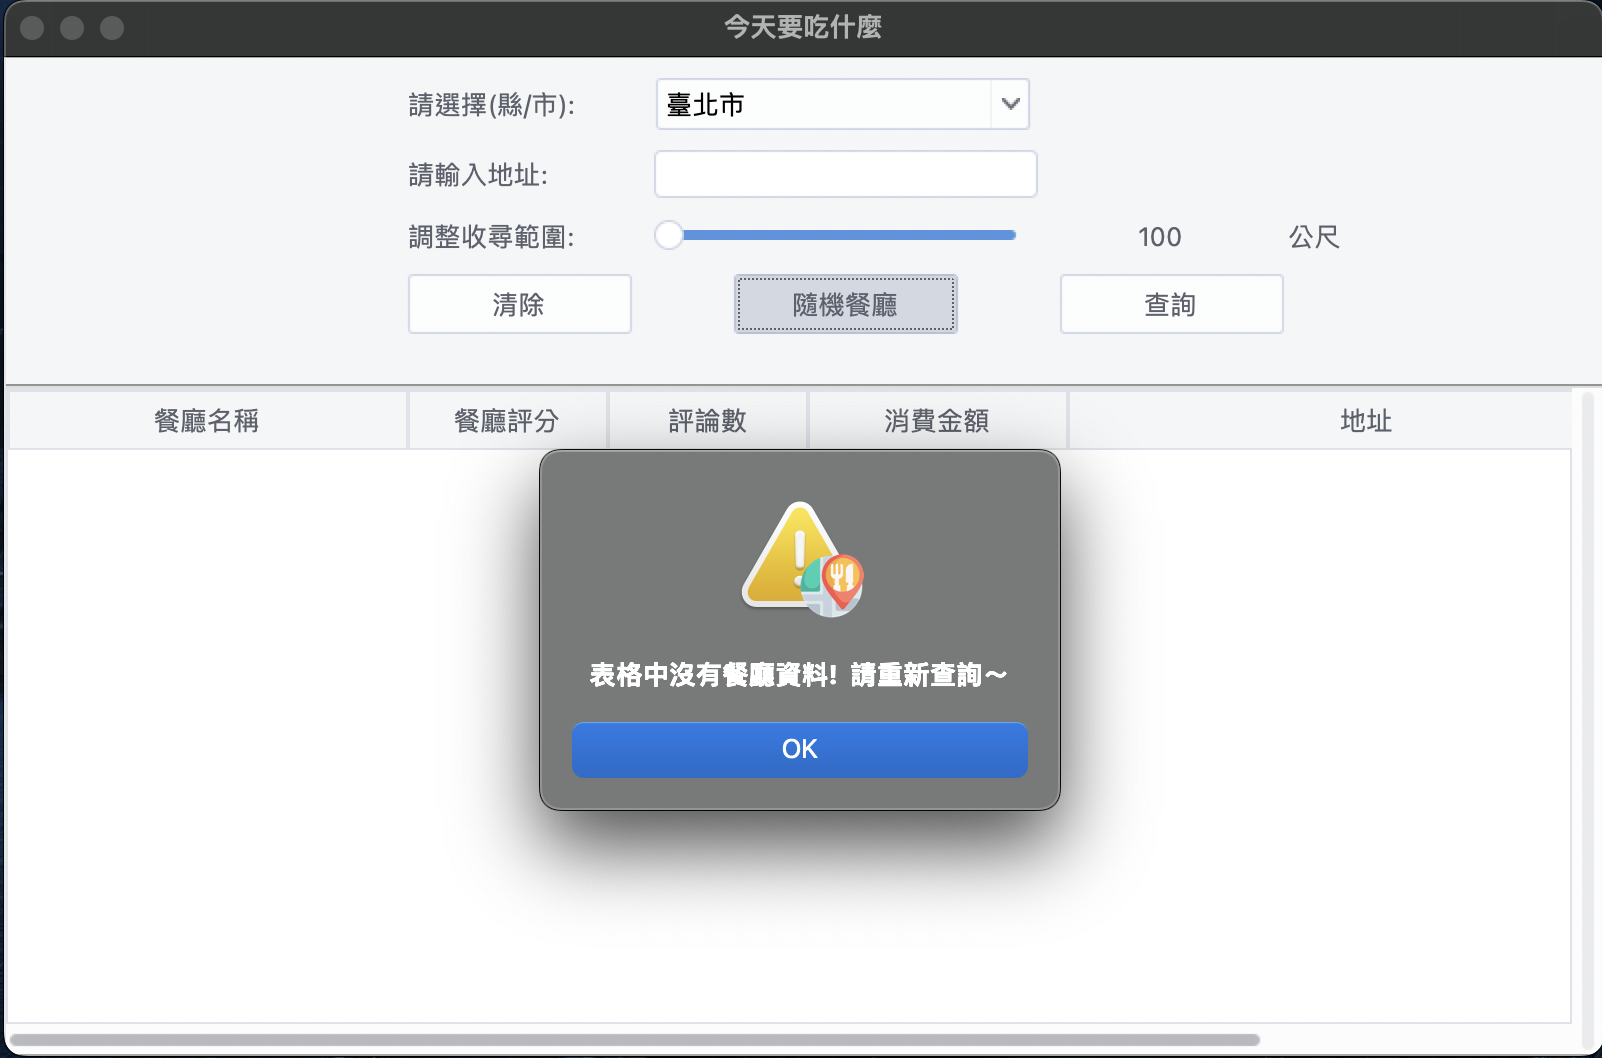 今天要吃什麼
請選擇(縣/市):
臺北市
請輸入地址:
調整收尋範圍:
100
公尺
清除
隨機餐廳
查詢
餐廳名稱
餐廳評分
評論數
消費金額
地址
表格中沒有餐廳資料! 請重新查詢～
OK